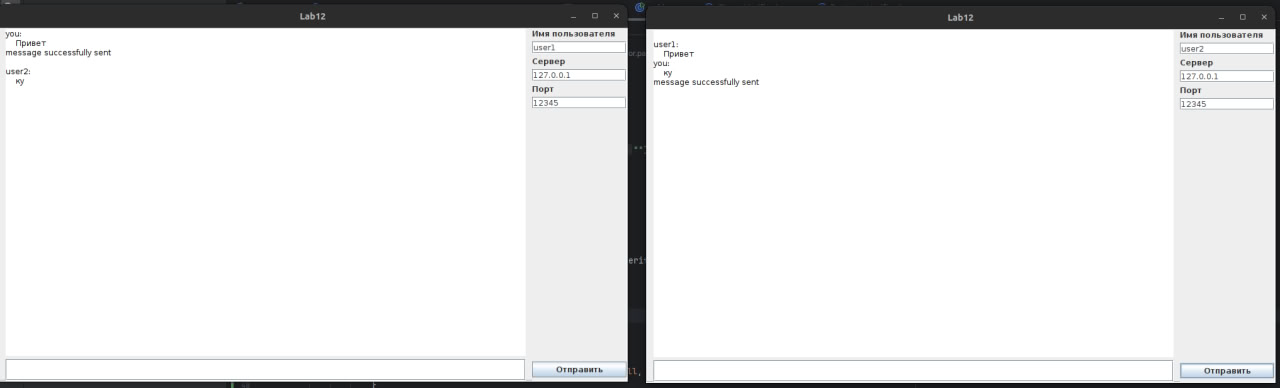 Lab12
you:
Привет
message successfully sent
user2:
ку
Имя пользователя
user1
Сервер
127.0.0.1
Порт
12345
Отправить
Lab12
user1:
Привет
you:
ку
message successfully sent
Имя пользователя
user2
Сервер
127.0.0.1
Порт
12345
Отправить